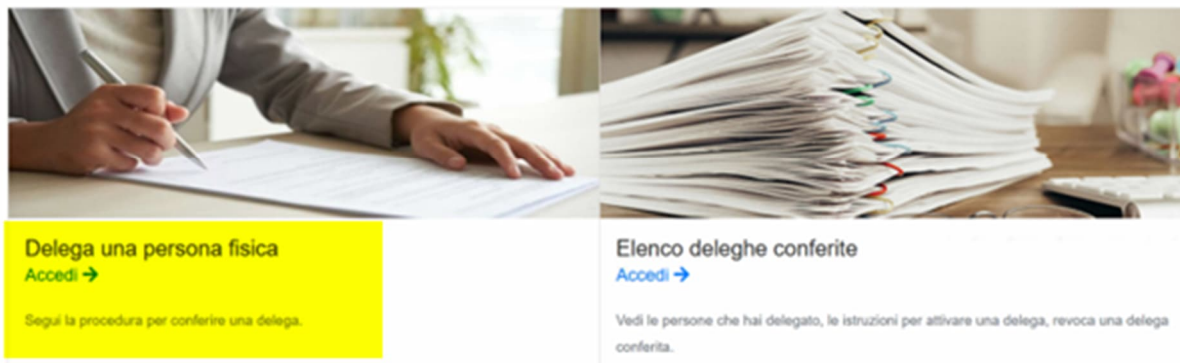 Delega una persona fisica
Accedi →
Segui la procedura per conferire una delega.
Elenco deleghe conferite
Accedi →
Vedi le persone che hai delegato, le istruzioni per attivare una delega, revoca una delega
conferita.